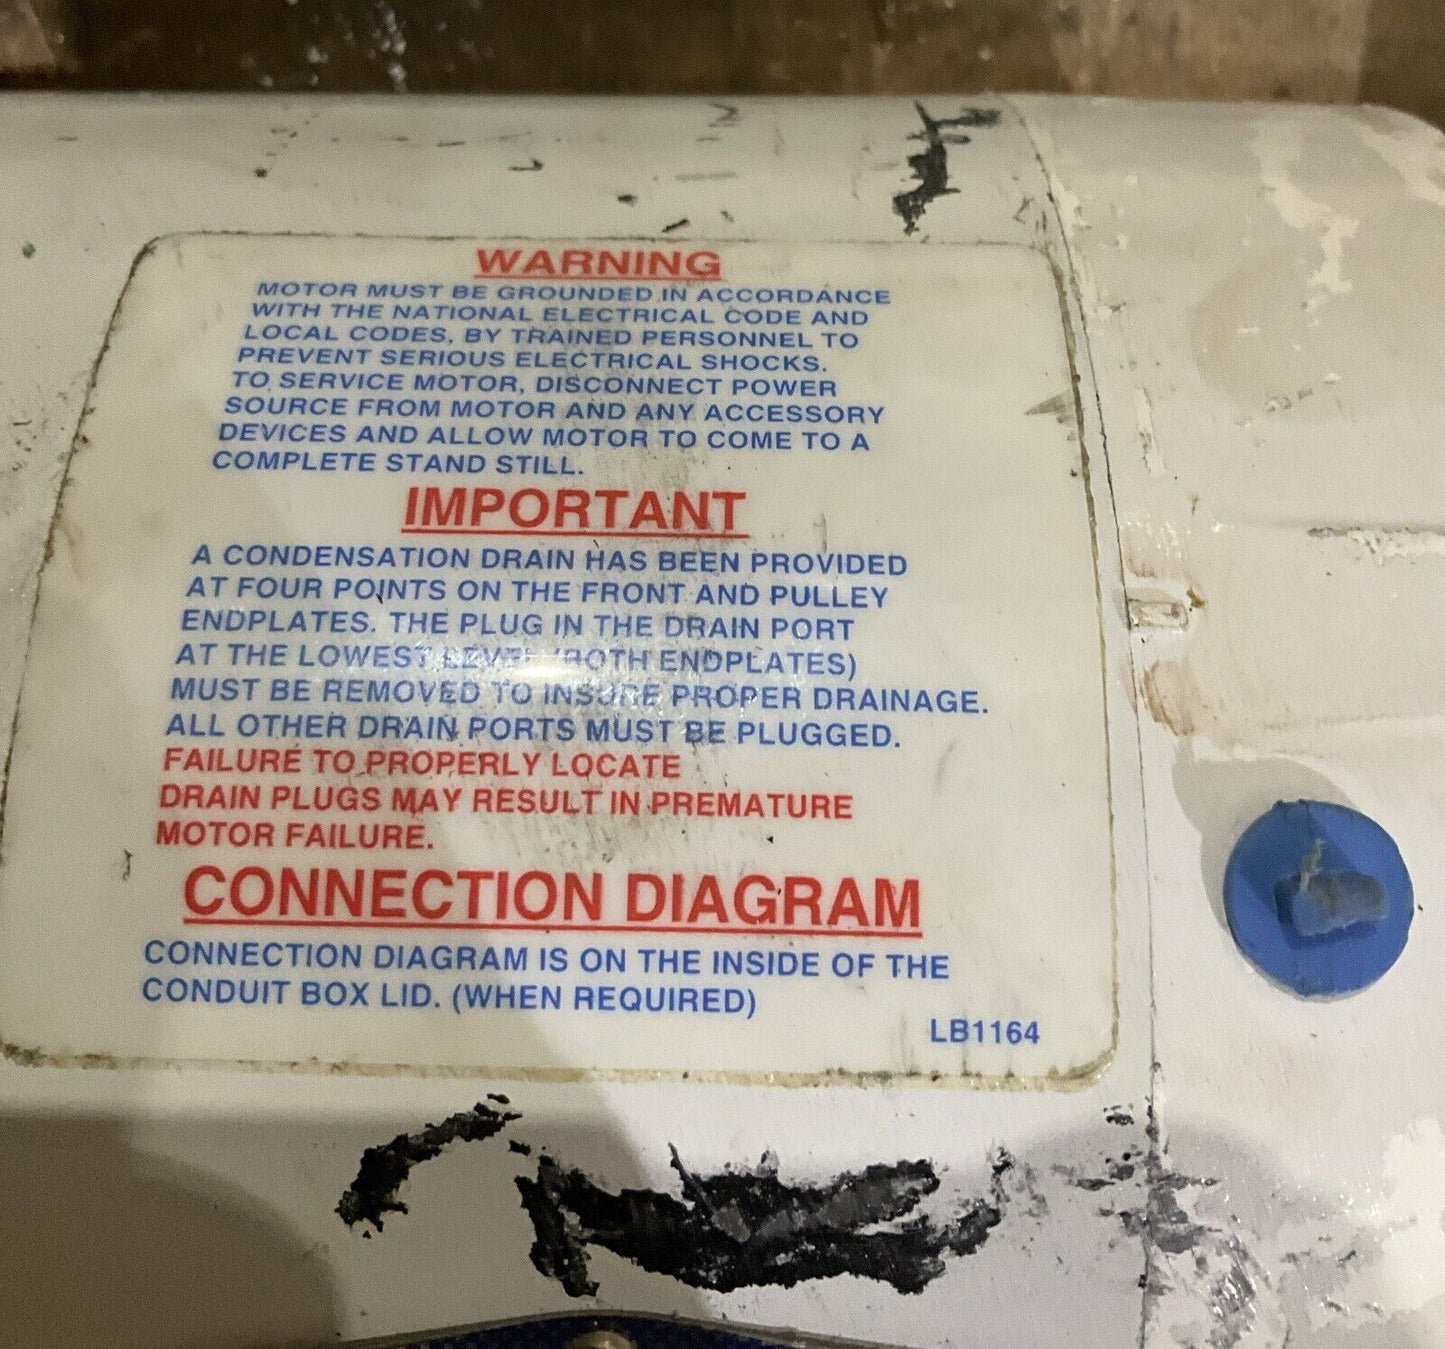 WARNING
MOTOR MUST BE GROUNDED IN ACCORDANCE
WITH THE NATIONAL ELECTRICAL CODE AND
LOCAL CODES, BY TRAINED PERSONNEL TO
PREVENT SERIOUS ELECTRICAL SHOCKS.
TO SERVICE MOTOR, DISCONNECT POWER
SOURCE FROM MOTOR AND ANY ACCESSORY
DEVICES AND ALLOW MOTOR TO COME TO A
COMPLETE STAND STILL.
IMPORTANT
A CONDENSATION DRAIN HAS BEEN PROVIDED
AT FOUR POINTS ON THE FRONT AND PULLEY
ENDPLATES. THE PLUG IN THE DRAIN PORT
AT THE LOWEST LEVEL (BOTH ENDPLATES)
MUST BE REMOVED TO INSURE PROPER DRAINAGE.
ALL OTHER DRAIN PORTS MUST BE PLUGGED.
FAILURE TO PROPERLY LOCATE
DRAIN PLUGS MAY RESULT IN PREMATURE
MOTOR FAILURE.
CONNECTION DIAGRAM
CONNECTION DIAGRAM IS ON THE INSIDE OF THE
CONDUIT BOX LID. (WHEN REQUIRED)
LB1164